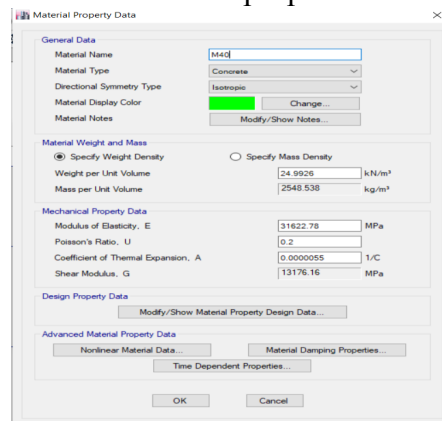 Material Property Data
General Data
Material Name M40
Material Type Concrete
Directional Symmetry Type Isotropic
Material Display Color Change...
Material Notes Modify/Show Notes...
Material Weight and Mass
Specify Weight Density Specify Mass Density
Weight per Unit Volume 24.9926 kN/m³
Mass per Unit Volume 2548.538 kg/m³
Mechanical Property Data
Modulus of Elasticity, E 31622.78 MPa
Poisson's Ratio, U 0.2
Coefficient of Thermal Expansion, A 0.0000055 1/C
Shear Modulus, G 13176.16 MPa
Design Property Data
Modify/Show Material Property Design Data...
Advanced Material Property Data
Nonlinear Material Data... Material Damping Properties...
Time Dependent Properties...
OK Cancel